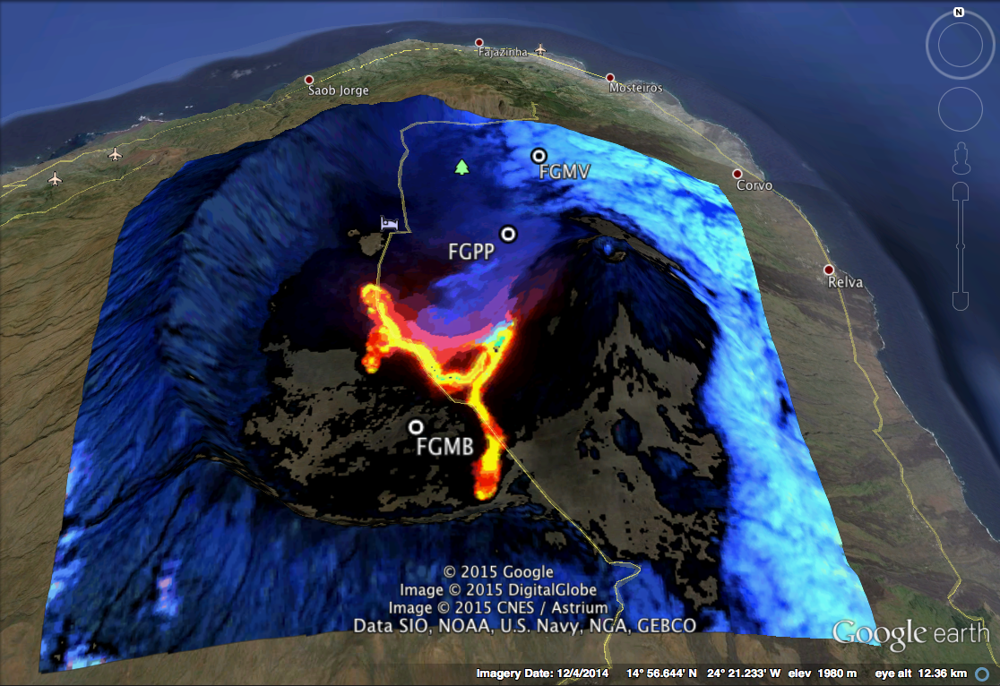 N
Fajazinha
Saob Jorge
Mosteiros
FGMV
Corvo
FGPP
Relva
FGMB
© 2015 Google
Image © 2015 DigitalGlobe
Image © 2015 CNES / Astrium
Data SIO, NOAA, U.S. Navy, NGA, GEBCO
Google earth
Imagery Date: 12/4/2014 14° 56.644' N 24° 21.233' W elev 1980 m eye alt 12.36 km